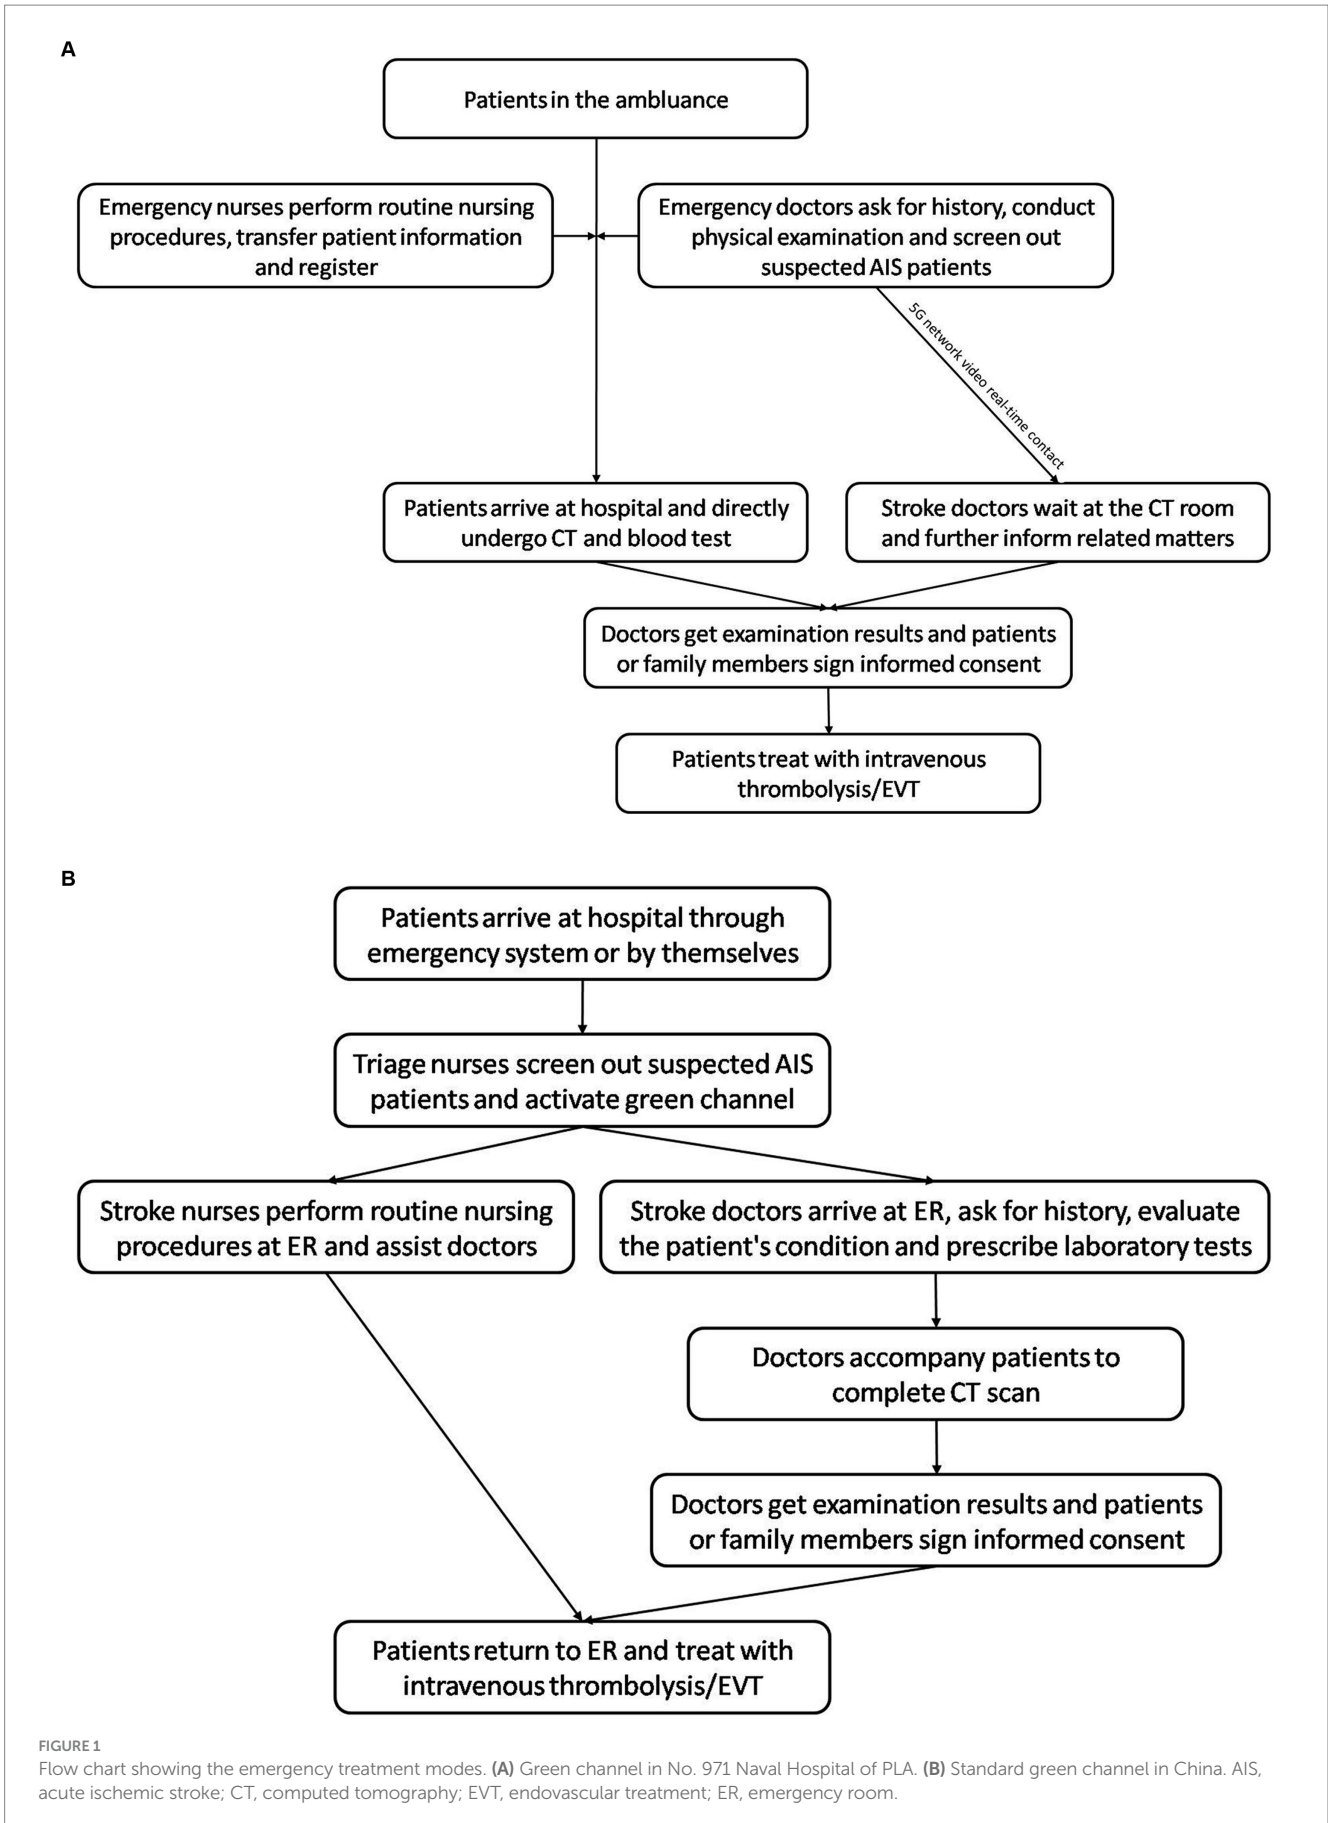 A
Patients in the ambluance
Emergency nurses perform routine nursing
procedures, transfer patient information
and register
Emergency doctors ask for history, conduct
physical examination and screen out
suspected AIS patients
5G network video real-time contact
Patients arrive at hospital and directly
undergo CT and blood test
Stroke doctors wait at the CT room
and further inform related matters
Doctors get examination results and patients
or family members sign informed consent
Patients treat with intravenous
thrombolysis/EVT
B
Patients arrive at hospital through
emergency system or by themselves
Triage nurses screen out suspected AIS
patients and activate green channel
Stroke nurses perform routine nursing
procedures at ER and assist doctors
Stroke doctors arrive at ER, ask for history, evaluate
the patient's condition and prescribe laboratory tests
Doctors accompany patients to
complete CT scan
Doctors get examination results and patients
or family members sign informed consent
Patients return to ER and treat with
intravenous thrombolysis/EVT
FIGURE 1
Flow chart showing the emergency treatment modes. (A) Green channel in No. 971 Naval Hospital of PLA. (B) Standard green channel in China. AIS,
acute ischemic stroke; CT, computed tomography; EVT, endovascular treatment; ER, emergency room.